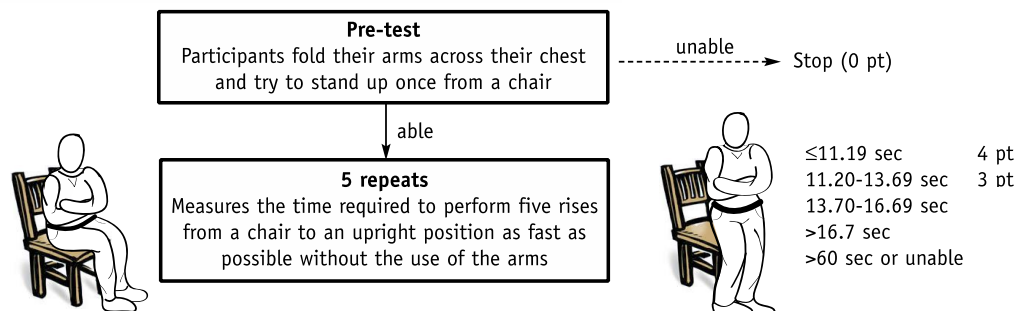 Pre-test
Participants fold their arms across their chest
and try to stand up once from a chair
unable
Stop (0 pt)
able
5 repeats
Measures the time required to perform five rises
from a chair to an upright position as fast as
possible without the use of the arms
≤11.19 sec 4 pt
11.20-13.69 sec 3 pt
13.70-16.69 sec
>16.7 sec
>60 sec or unable